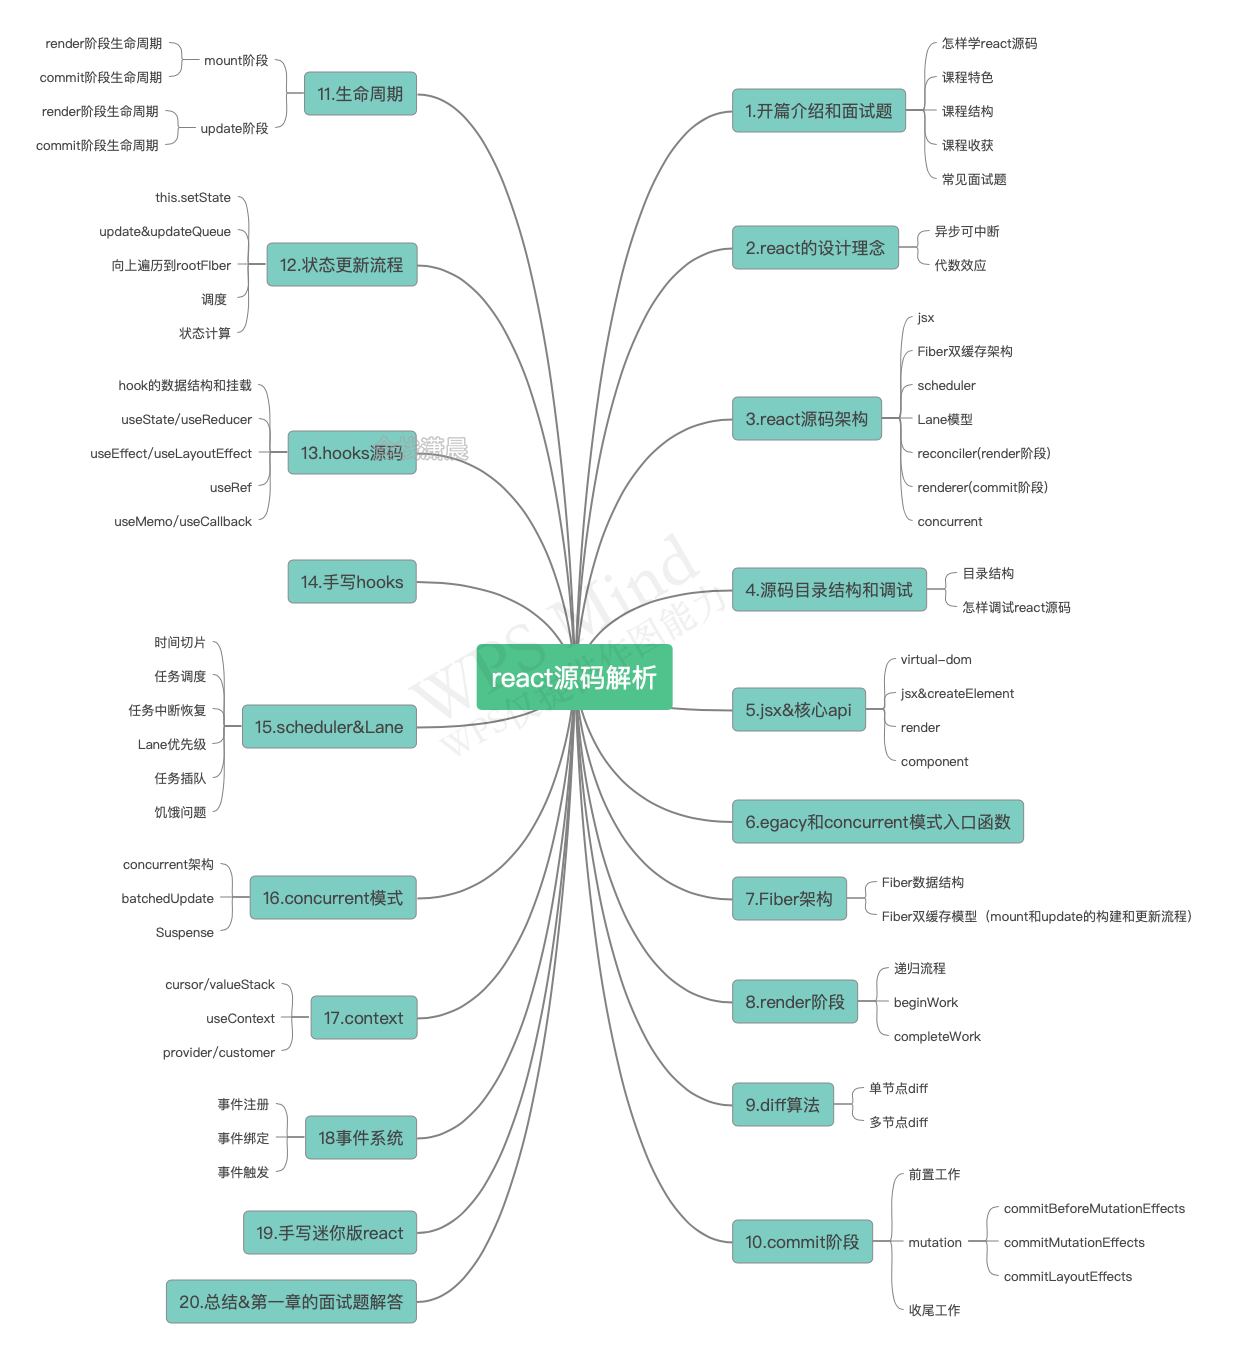 react源码解析
1.开篇介绍和面试题
怎样学react源码
课程特色
课程结构
课程收获
常见面试题
2.react的设计理念
异步可中断
代数效应
3.react源码架构
jsx
Fiber双缓存架构
scheduler
Lane模型
reconciler(render阶段)
renderer(commit阶段)
concurrent
4.源码目录结构和调试
目录结构
怎样调试react源码
5.jsx&核心api
virtual-dom
jsx&createElement
render
component
6.egacy和concurrent模式入口函数
7.Fiber架构
Fiber数据结构
Fiber双缓存模型（mount和update的构建和更新流程）
8.render阶段
递归流程
beginWork
completeWork
9.diff算法
单节点diff
多节点diff
10.commit阶段
前置工作
mutation
commitBeforeMutationEffects
commitMutationEffects
commitLayoutEffects
收尾工作
11.生命周期
mount阶段
render阶段生命周期
commit阶段生命周期
update阶段
render阶段生命周期
commit阶段生命周期
12.状态更新流程
this.setState
update&updateQueue
向上遍历到rootFIber
调度
状态计算
13.hooks源码
hook的数据结构和挂载
useState/useReducer
useEffect/useLayoutEffect
useRef
useMemo/useCallback
14.手写hooks
15.scheduler&Lane
时间切片
任务调度
任务中断恢复
Lane优先级
任务插队
饥饿问题
16.concurrent模式
concurrent架构
batchedUpdate
Suspense
17.context
cursor/valueStack
useContext
provider/customer
18事件系统
事件注册
事件绑定
事件触发
19.手写迷你版react
20.总结&第一章的面试题解答
潇晨
WPS Mind